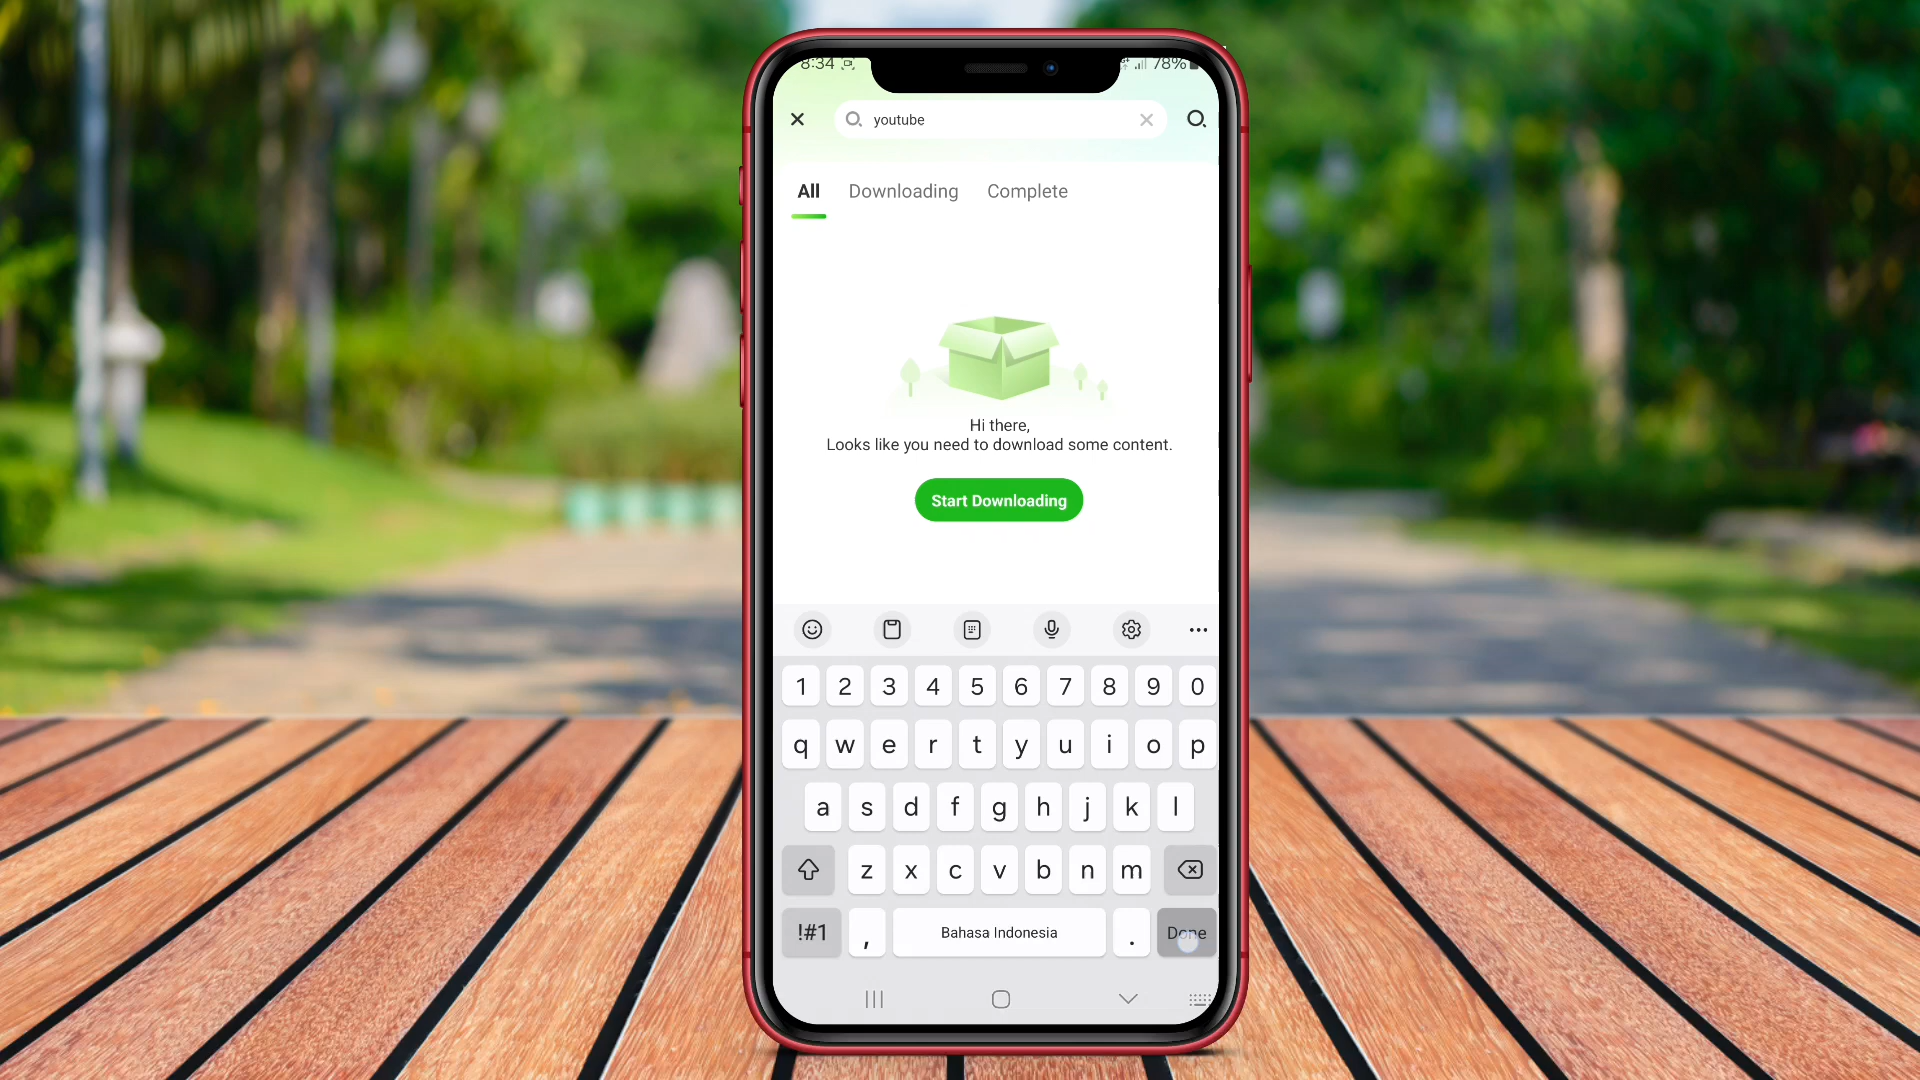 8:34 78%
youtube
All Downloading Complete
Hi there,
Looks like you need to download some content.
Start Downloading
1 2 3 4 5 6 7 8 9 0
q w e r t y u i o p
a s d f g h j k l
z x c v b n m
!#1 , Bahasa Indonesia . Done